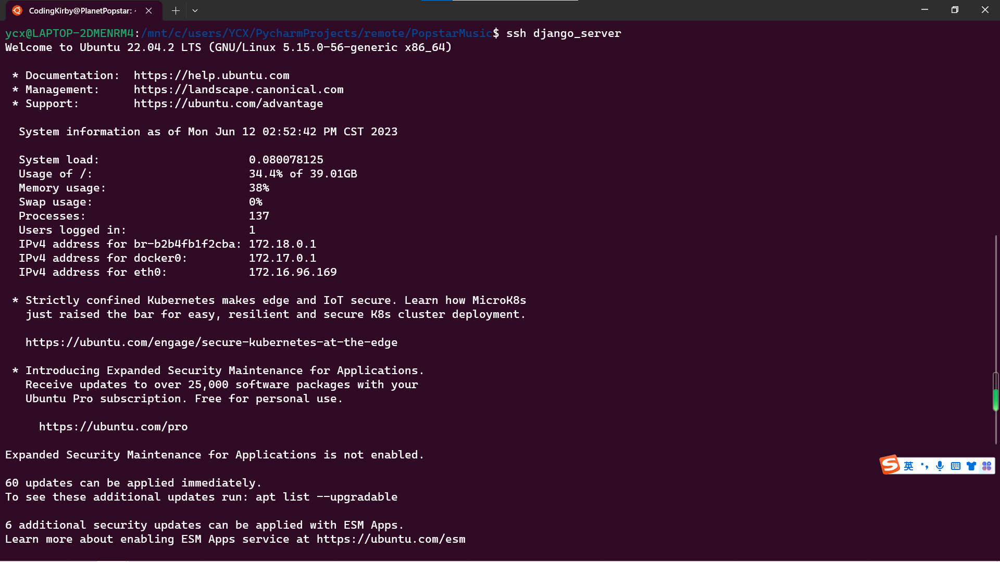 CodingKirby@PlanetPopstar: ~
ycx@LAPTOP-2DMENRM4:/mnt/c/users/YCX/PycharmProjects/remote/PopstarMusic$ ssh django_server
Welcome to Ubuntu 22.04.2 LTS (GNU/Linux 5.15.0-56-generic x86_64)
* Documentation:  https://help.ubuntu.com
* Management:     https://landscape.canonical.com
* Support:        https://ubuntu.com/advantage
System information as of Mon Jun 12 02:52:42 PM CST 2023
System load:                      0.080078125
Usage of /:                       34.4% of 39.01GB
Memory usage:                     38%
Swap usage:                       0%
Processes:                        137
Users logged in:                  1
IPv4 address for br-b2b4fb1f2cba: 172.18.0.1
IPv4 address for docker0:         172.17.0.1
IPv4 address for eth0:            172.16.96.169
* Strictly confined Kubernetes makes edge and IoT secure. Learn how MicroK8s
just raised the bar for easy, resilient and secure K8s cluster deployment.
https://ubuntu.com/engage/secure-kubernetes-at-the-edge
* Introducing Expanded Security Maintenance for Applications.
Receive updates to over 25,000 software packages with your
Ubuntu Pro subscription. Free for personal use.
https://ubuntu.com/pro
Expanded Security Maintenance for Applications is not enabled.
S 英
60 updates can be applied immediately.
To see these additional updates run: apt list --upgradable
6 additional security updates can be applied with ESM Apps.
Learn more about enabling ESM Apps service at https://ubuntu.com/esm